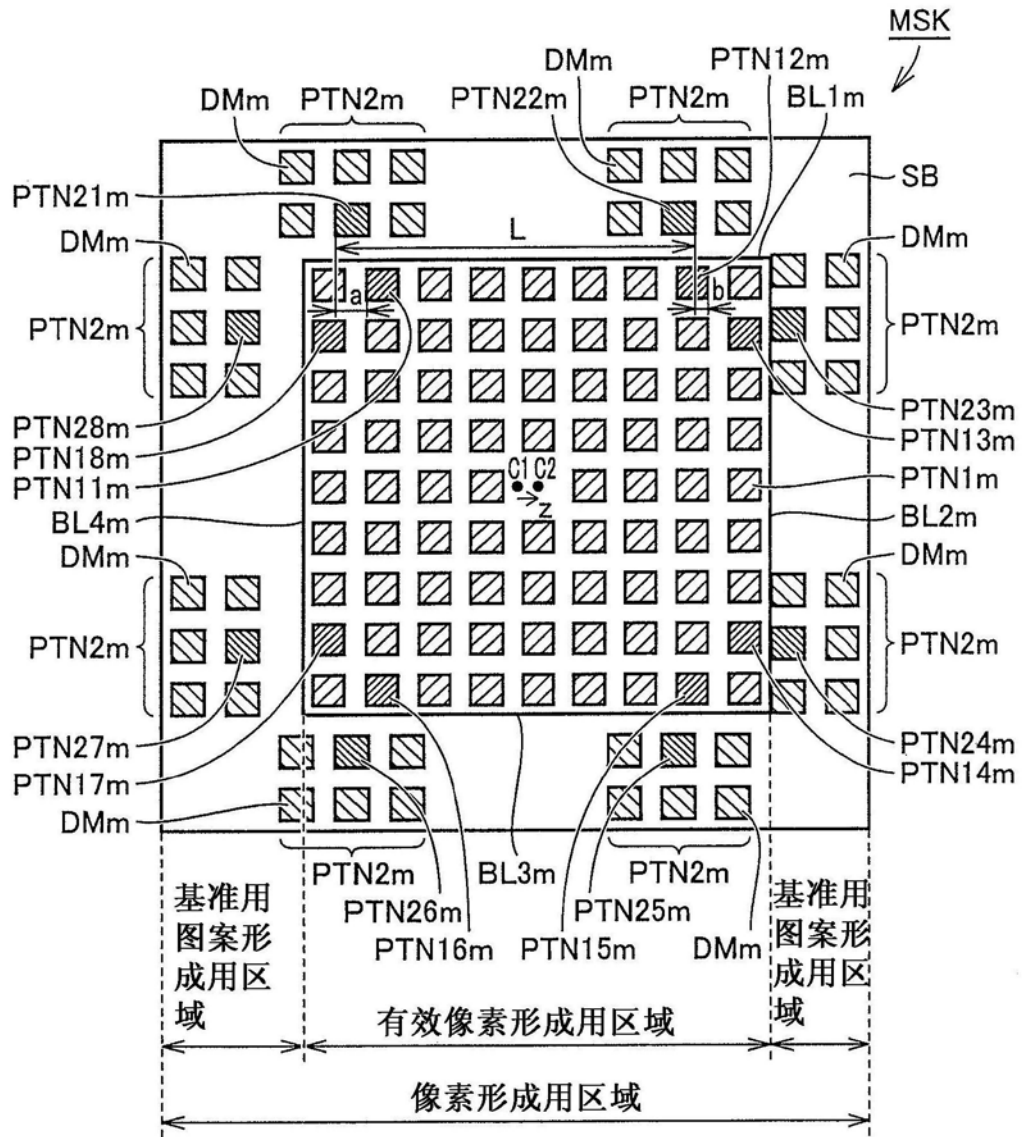 MSK
DMm
PTN12m
DMm
PTN2m
PTN22m
PTN2m
BL1m
PTN21m
SB
DMm
L
DMm
a
b
PTN2m
PTN2m
PTN28m
PTN23m
PTN18m
PTN13m
PTN11m
C1
C2
PTN1m
z
BL4m
BL2m
DMm
DMm
PTN2m
PTN2m
PTN27m
PTN24m
PTN17m
PTN14m
DMm
PTN2m
BL3m
PTN2m
PTN26m
PTN25m
PTN16m
PTN15m
DMm
基准用
图案形
成用区
域
基准用
图案形
成用区
域
有效像素形成用区域
像素形成用区域